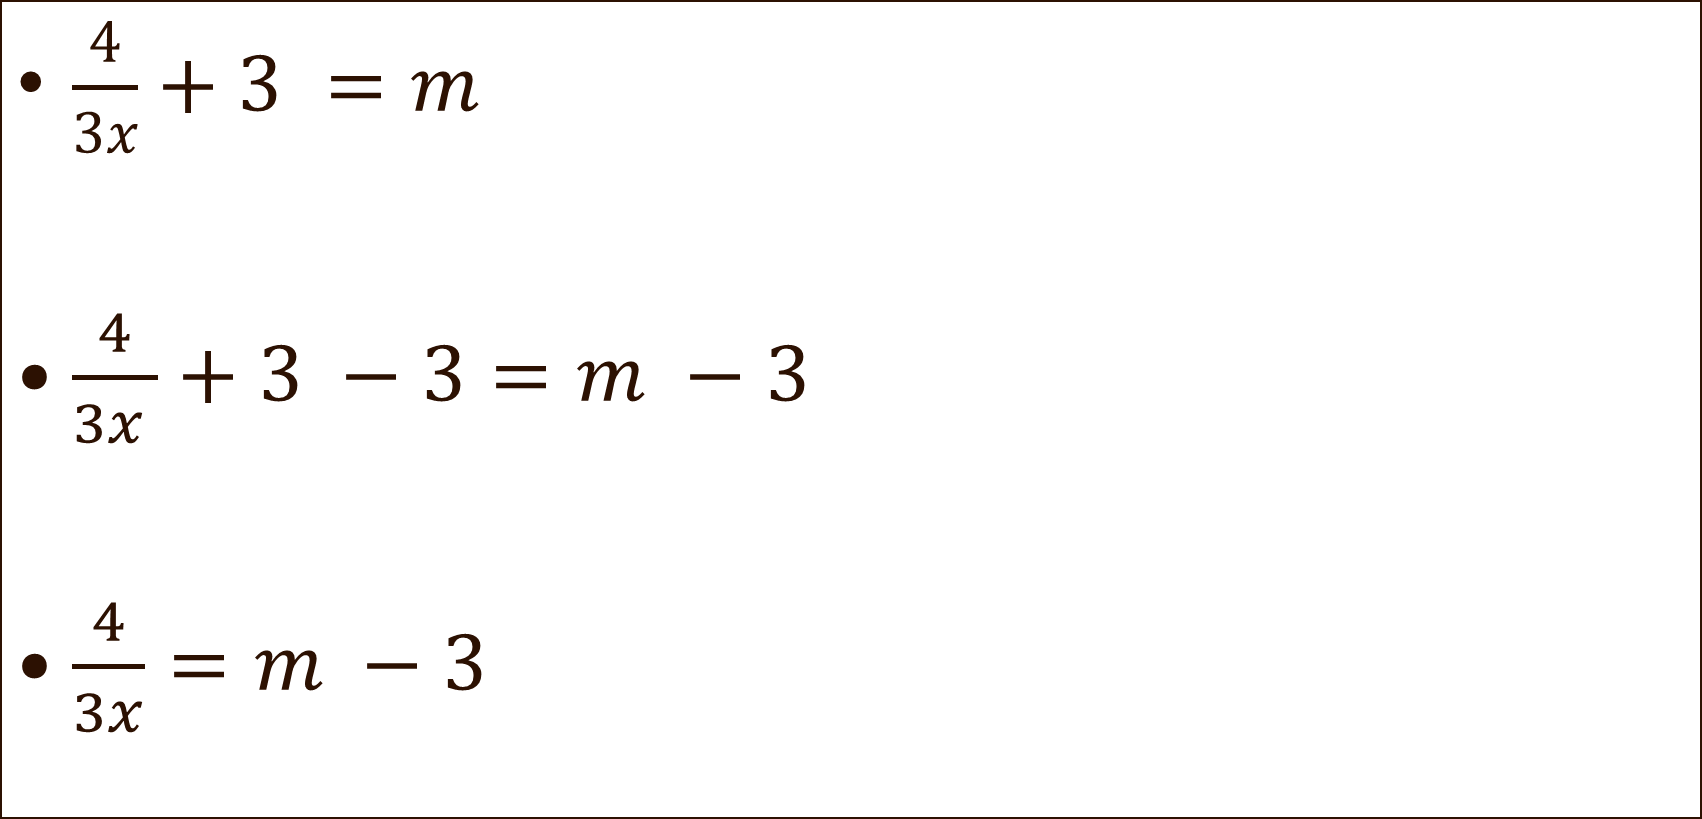 • 4/3x + 3 = m
• 4/3x + 3 − 3 = m − 3
• 4/3x = m − 3